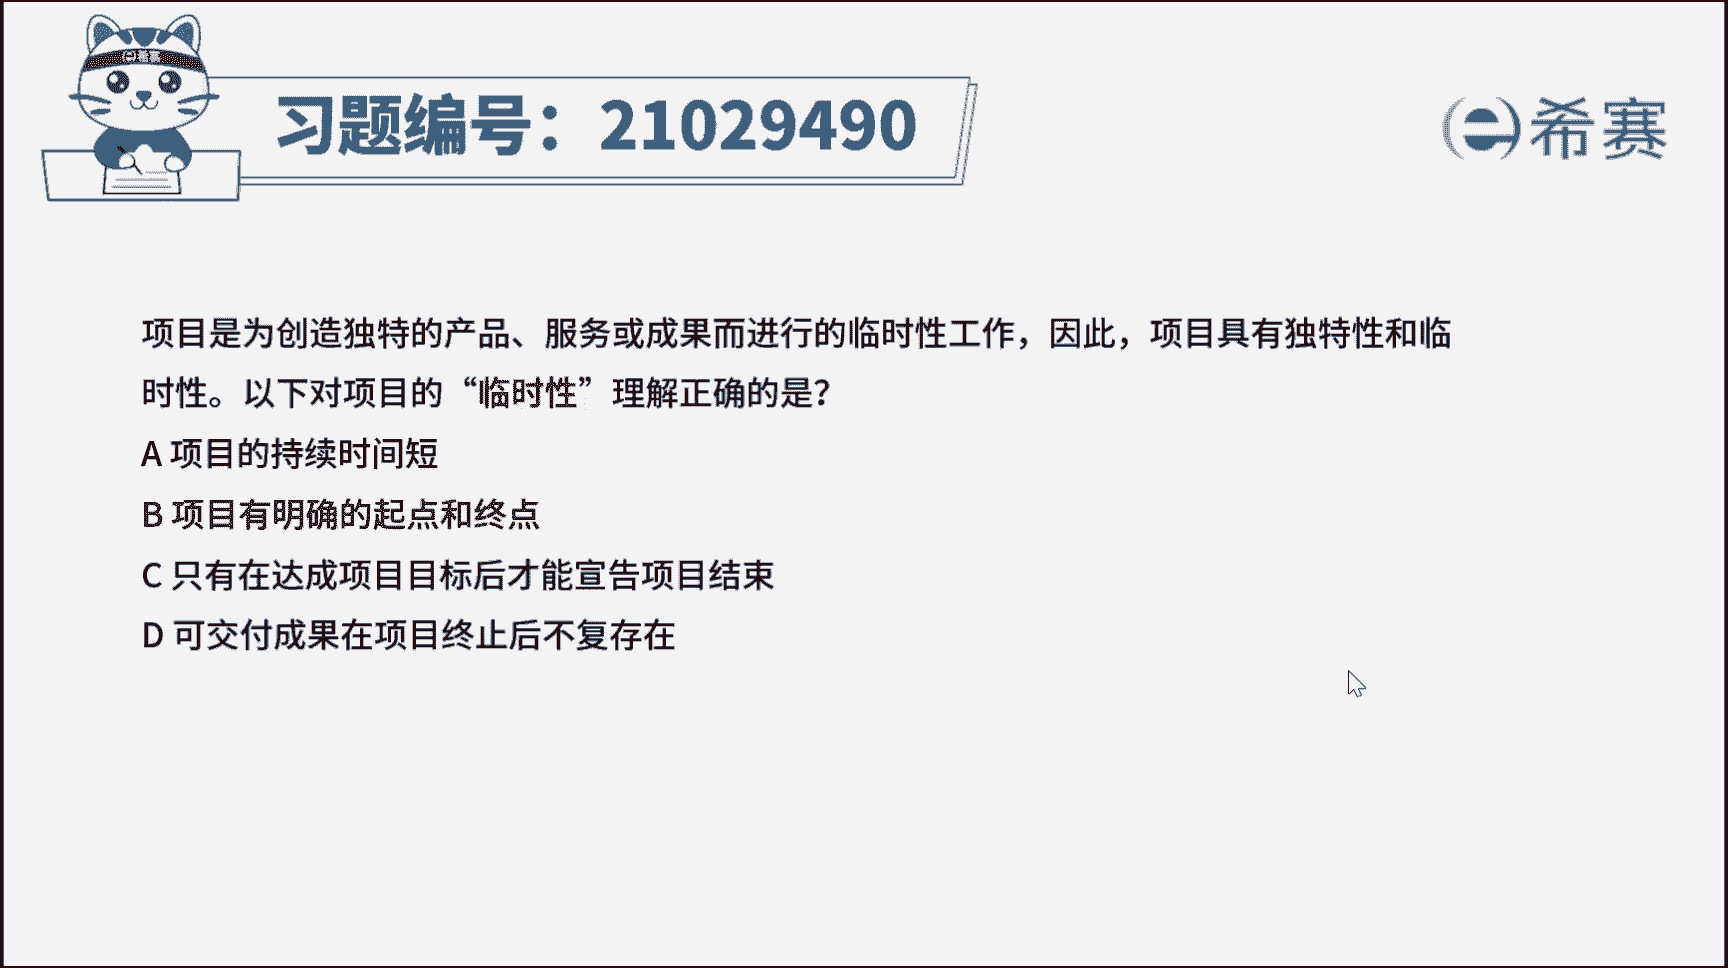 习题编号：21029490
希赛
项目是为创造独特的产品、服务或成果而进行的临时性工作，因此，项目具有独特性和临
时性。以下对项目的“临时性”理解正确的是？
A 项目的持续时间短
B 项目有明确的起点和终点
C 只有在达成项目目标后才能宣告项目结束
D 可交付成果在项目终止后不复存在